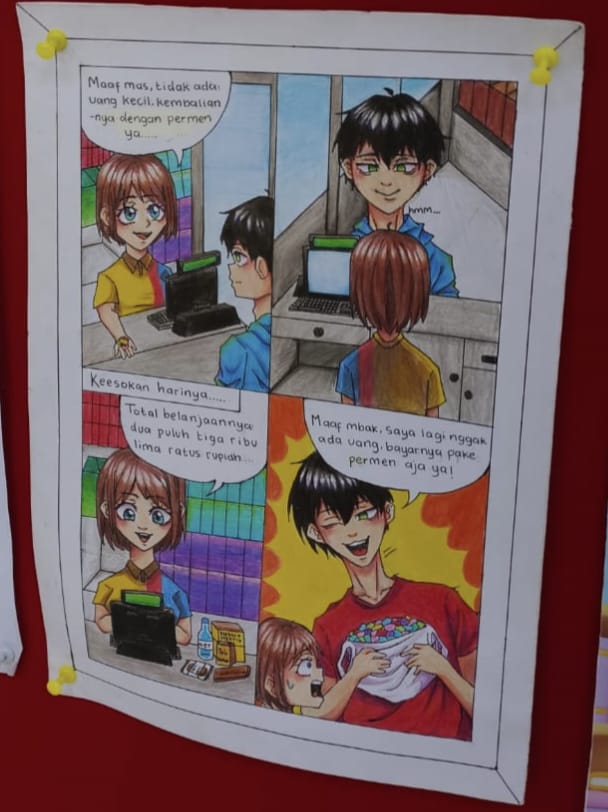 Maaf mas, tidak ada
uang kecil. kembalian
-nya dengan permen
ya.....
hmm...
Keesokan harinya.....
Total belanjaannya
dua puluh tiga ribu
lima ratus rupiah...
Maaf mbak, saya lagi nggak
ada uang, bayarnya pake
permen aja ya!